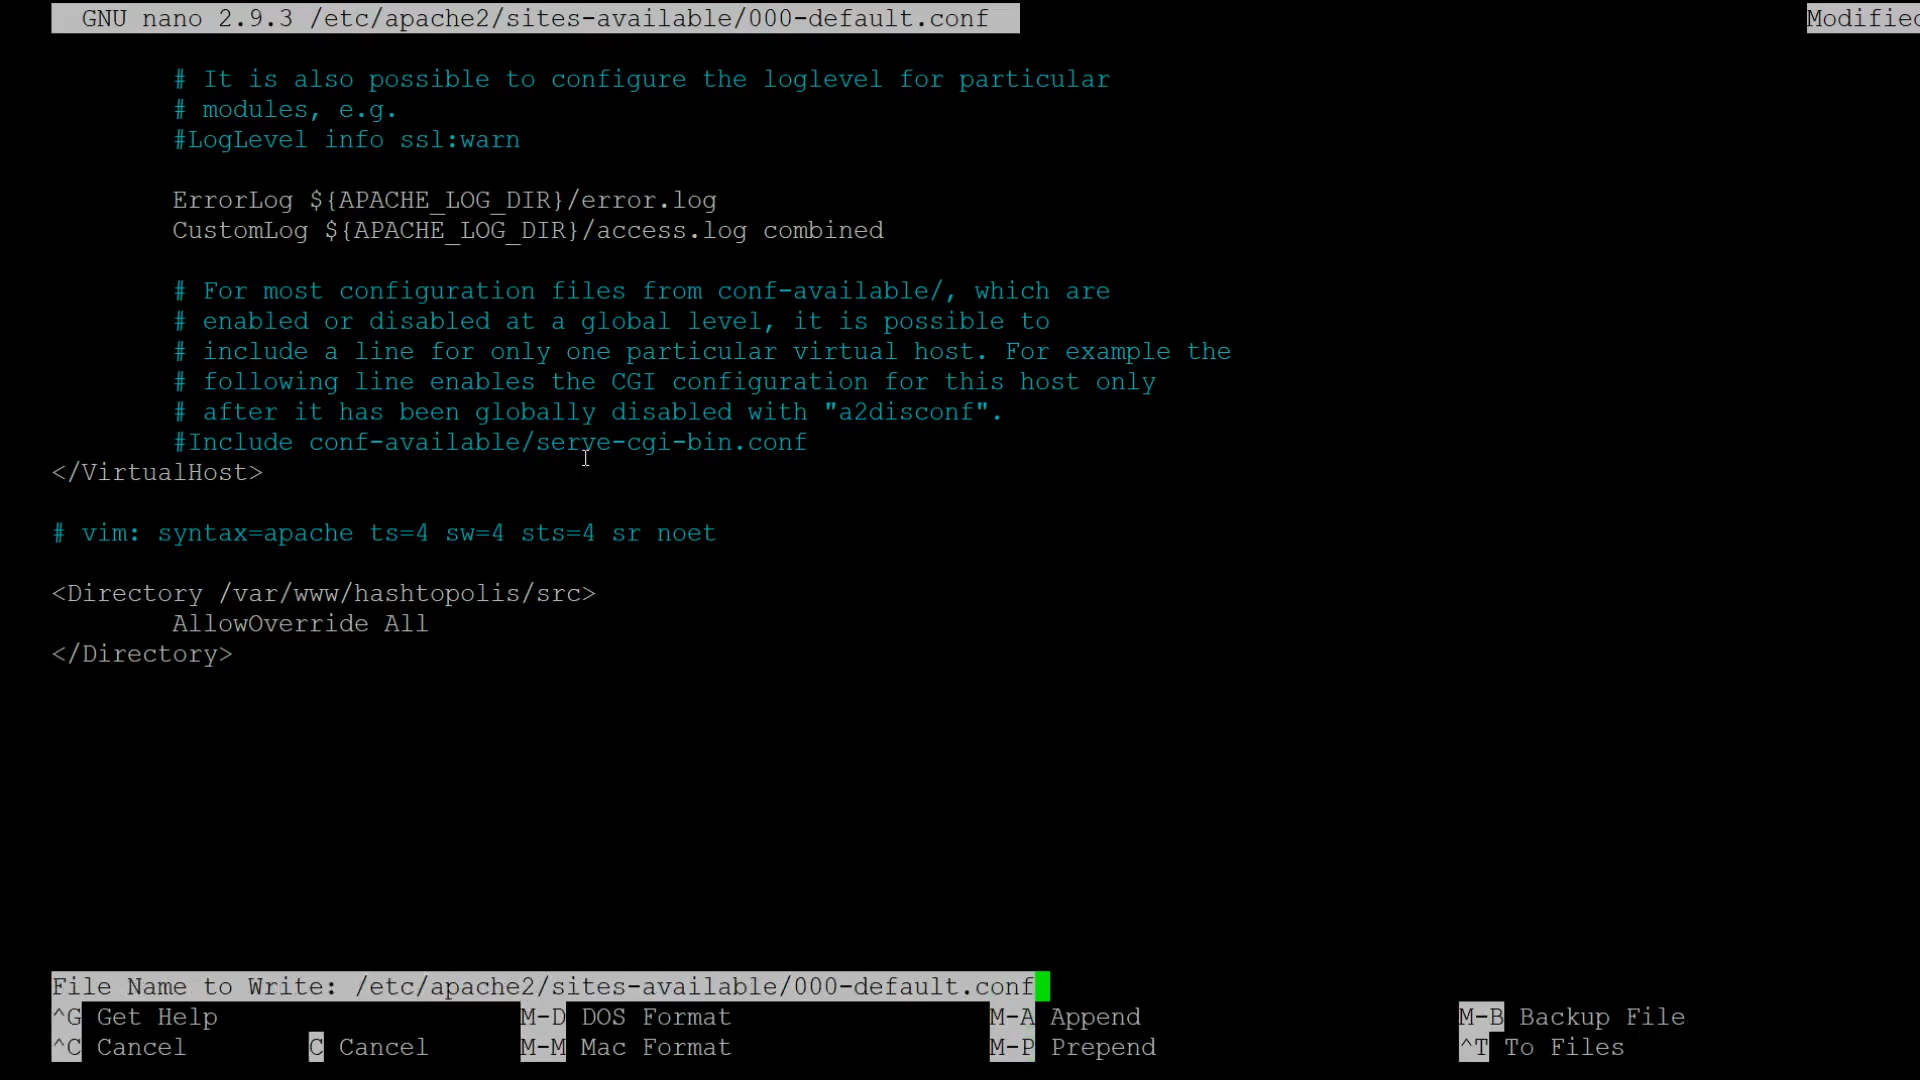 GNU nano 2.9.3 /etc/apache2/sites-available/000-default.conf Modified
# It is also possible to configure the loglevel for particular
# modules, e.g.
#LogLevel info ssl:warn
ErrorLog ${APACHE_LOG_DIR}/error.log
CustomLog ${APACHE_LOG_DIR}/access.log combined
# For most configuration files from conf-available/, which are
# enabled or disabled at a global level, it is possible to
# include a line for only one particular virtual host. For example the
# following line enables the CGI configuration for this host only
# after it has been globally disabled with "a2disconf".
#Include conf-available/serve-cgi-bin.conf
</VirtualHost>
# vim: syntax=apache ts=4 sw=4 sts=4 sr noet
<Directory /var/www/hashtopolis/src>
AllowOverride All
</Directory>
File Name to Write: /etc/apache2/sites-available/000-default.conf
^G Get Help M-D DOS Format M-A Append M-B Backup File
^C Cancel C Cancel M-M Mac Format M-P Prepend ^T To Files